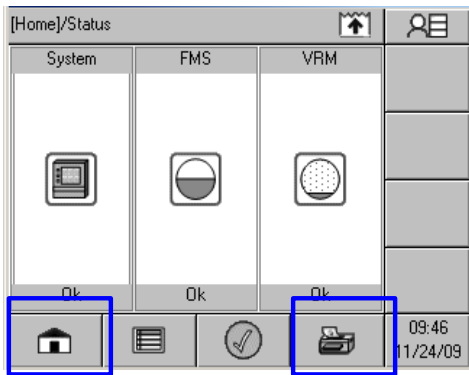 [Home]/Status
System FMS VRM
Ok Ok Ok
09:46
11/24/09